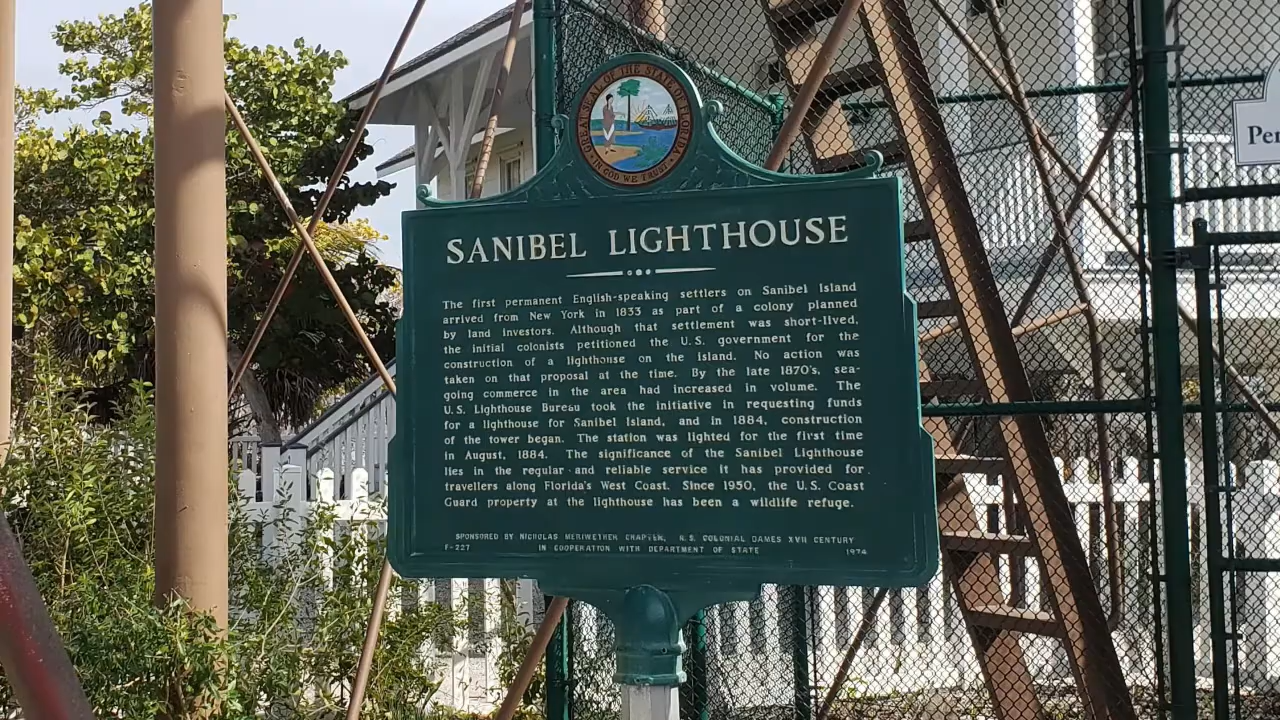 GREAT SEAL OF THE STATE OF FLORIDA
IN GOD WE TRUST
SANIBEL LIGHTHOUSE
The first permanent English-speaking settlers on Sanibel Island
arrived from New York in 1833 as part of a colony planned
by land investors. Although that settlement was short-lived,
the initial colonists petitioned the U.S. government for the
construction of a lighthouse on the island. No action was
taken on that proposal at the time. By the late 1870's, sea-
going commerce in the area had increased in volume. The
U.S. Lighthouse Bureau took the initiative in requesting funds
for a lighthouse for Sanibel Island, and in 1884, construction
of the tower began. The station was lighted for the first time
in August, 1884. The significance of the Sanibel Lighthouse
lies in the regular and reliable service it has provided for
travellers along Florida's West Coast. Since 1950, the U.S. Coast
Guard property at the lighthouse has been a wildlife refuge.
SPONSORED BY NICHOLAS MERIWETHER CHAPTER, U.S. COLONIAL DAMES XVII CENTURY
F-227 IN COOPERATION WITH DEPARTMENT OF STATE 1974
Per